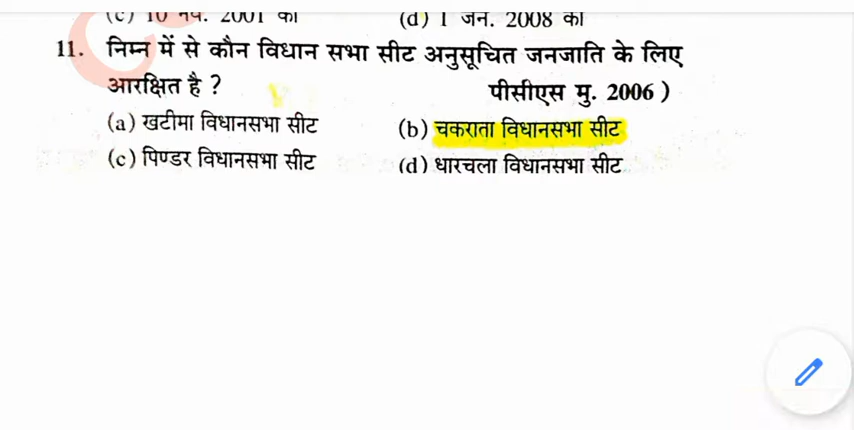 (c) 10 नव. 2001 को (d) 1 जन. 2008 को
11. निम्न में से कौन विधान सभा सीट अनुसूचित जनजाति के लिए
आरक्षित है ? पीसीएस मु. 2006 )
(a) खटीमा विधानसभा सीट (b) चकराता विधानसभा सीट
(c) पिण्डर विधानसभा सीट (d) धारचला विधानसभा सीट